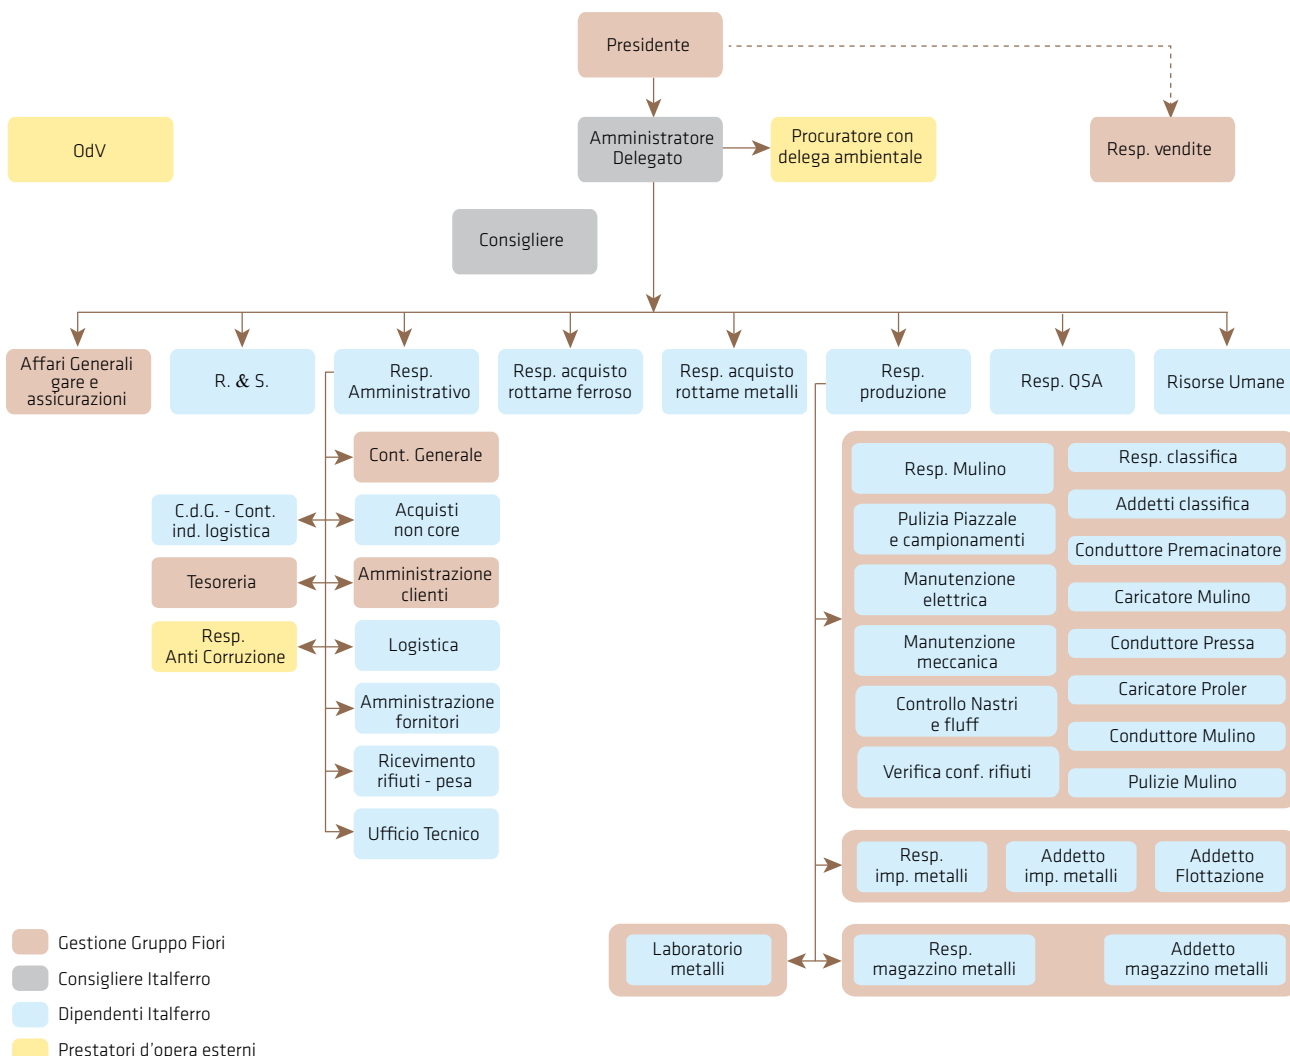 Presidente
OdV
Amministratore
Delegato
Procuratore con
delega ambientale
Resp. vendite
Consigliere
Affari Generali
gare e
assicurazioni
R. & S.
Resp.
Amministrativo
Resp. acquisto
rottame ferroso
Resp. acquisto
rottame metalli
Resp.
produzione
Resp. QSA
Risorse Umane
Cont. Generale
C.d.G. - Cont.
ind. logistica
Acquisti
non core
Tesoreria
Amministrazione
clienti
Resp.
Anti Corruzione
Logistica
Amministrazione
fornitori
Ricevimento
rifiuti - pesa
Ufficio Tecnico
Resp. Mulino
Pulizia Piazzale
e campionamenti
Manutenzione
elettrica
Manutenzione
meccanica
Controllo Nastri
e fluff
Verifica conf. rifiuti
Resp. classifica
Addetti classifica
Conduttore Premacinatore
Caricatore Mulino
Conduttore Pressa
Caricatore Proler
Conduttore Mulino
Pulizie Mulino
Resp.
imp. metalli
Addetto
imp. metalli
Addetto
Flottazione
Laboratorio
metalli
Resp.
magazzino metalli
Addetto
magazzino metalli
Gestione Gruppo Fiori
Consigliere Italferro
Dipendenti Italferro
Prestatori d'opera esterni